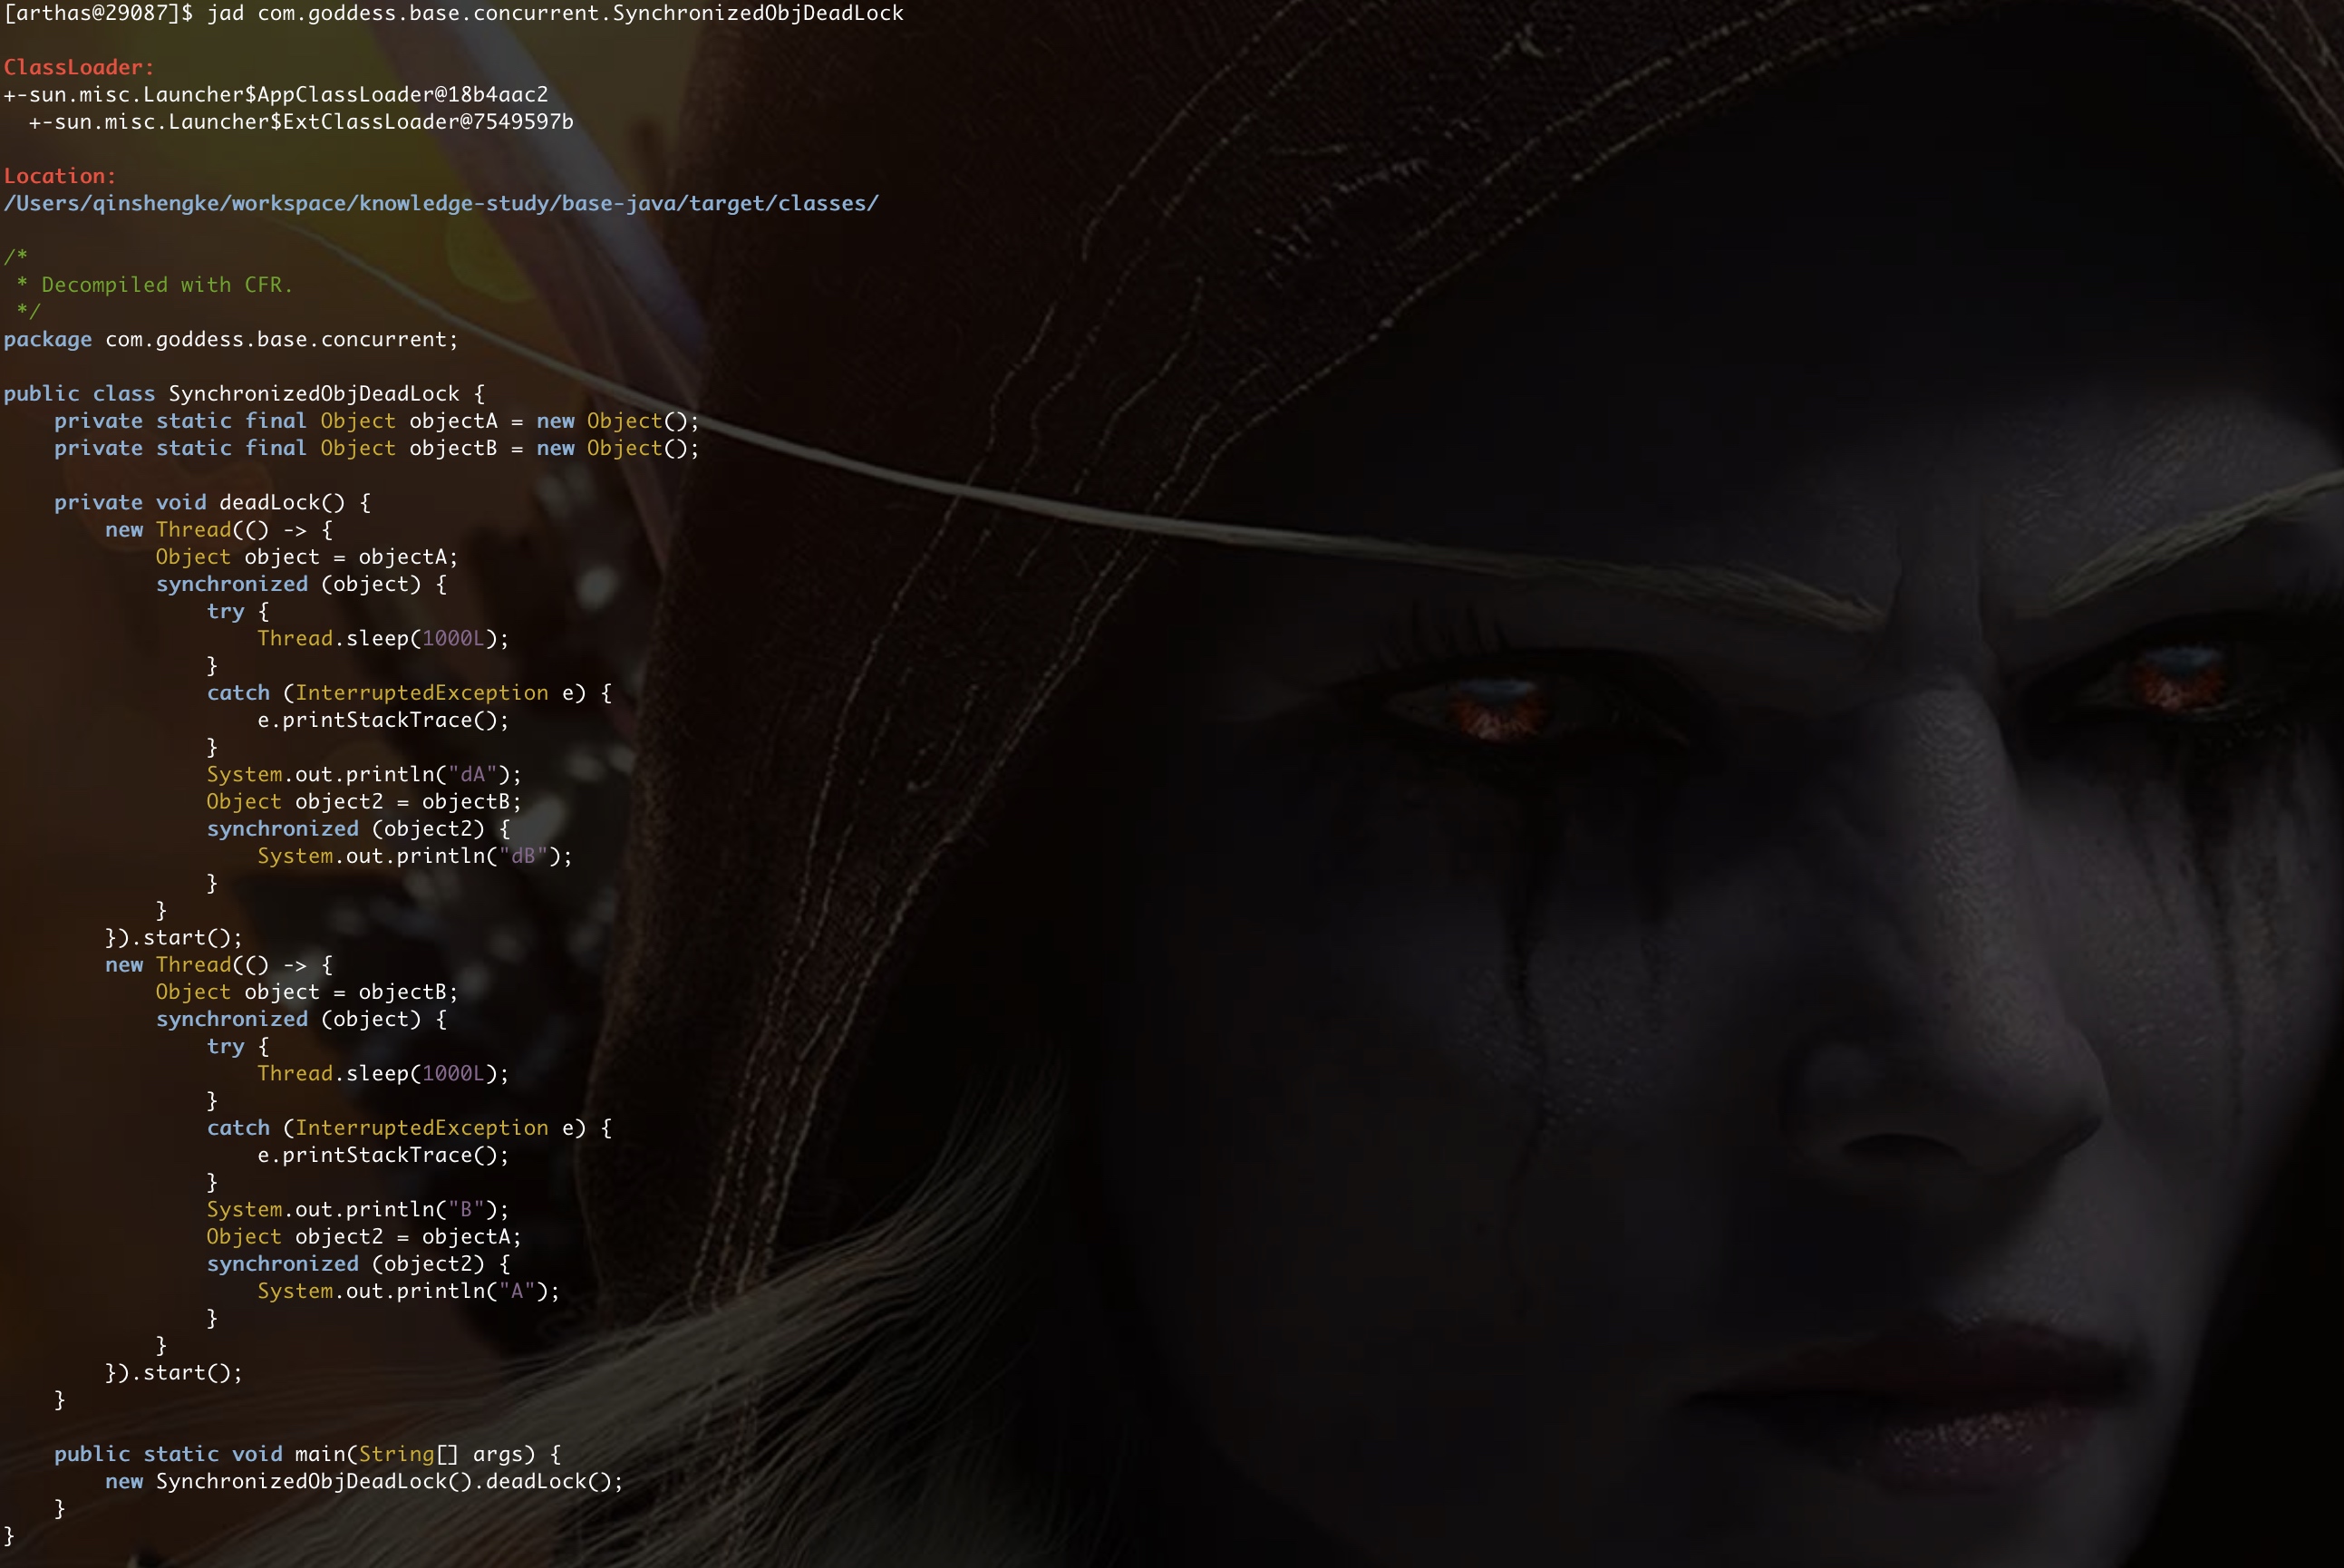 [arthas@29087]$ jad com.goddess.base.concurrent.SynchronizedObjDeadLock

ClassLoader:
+-sun.misc.Launcher$AppClassLoader@18b4aac2
  +-sun.misc.Launcher$ExtClassLoader@7549597b

Location:
/Users/qinshengke/workspace/knowledge-study/base-java/target/classes/

/*
 * Decompiled with CFR.
 */
package com.goddess.base.concurrent;

public class SynchronizedObjDeadLock {
    private static final Object objectA = new Object();
    private static final Object objectB = new Object();

    private void deadLock() {
        new Thread(() -> {
            Object object = objectA;
            synchronized (object) {
                try {
                    Thread.sleep(1000L);
                }
                catch (InterruptedException e) {
                    e.printStackTrace();
                }
                System.out.println("dA");
                Object object2 = objectB;
                synchronized (object2) {
                    System.out.println("dB");
                }
            }
        }).start();
        new Thread(() -> {
            Object object = objectB;
            synchronized (object) {
                try {
                    Thread.sleep(1000L);
                }
                catch (InterruptedException e) {
                    e.printStackTrace();
                }
                System.out.println("B");
                Object object2 = objectA;
                synchronized (object2) {
                    System.out.println("A");
                }
            }
        }).start();
    }

    public static void main(String[] args) {
        new SynchronizedObjDeadLock().deadLock();
    }
}